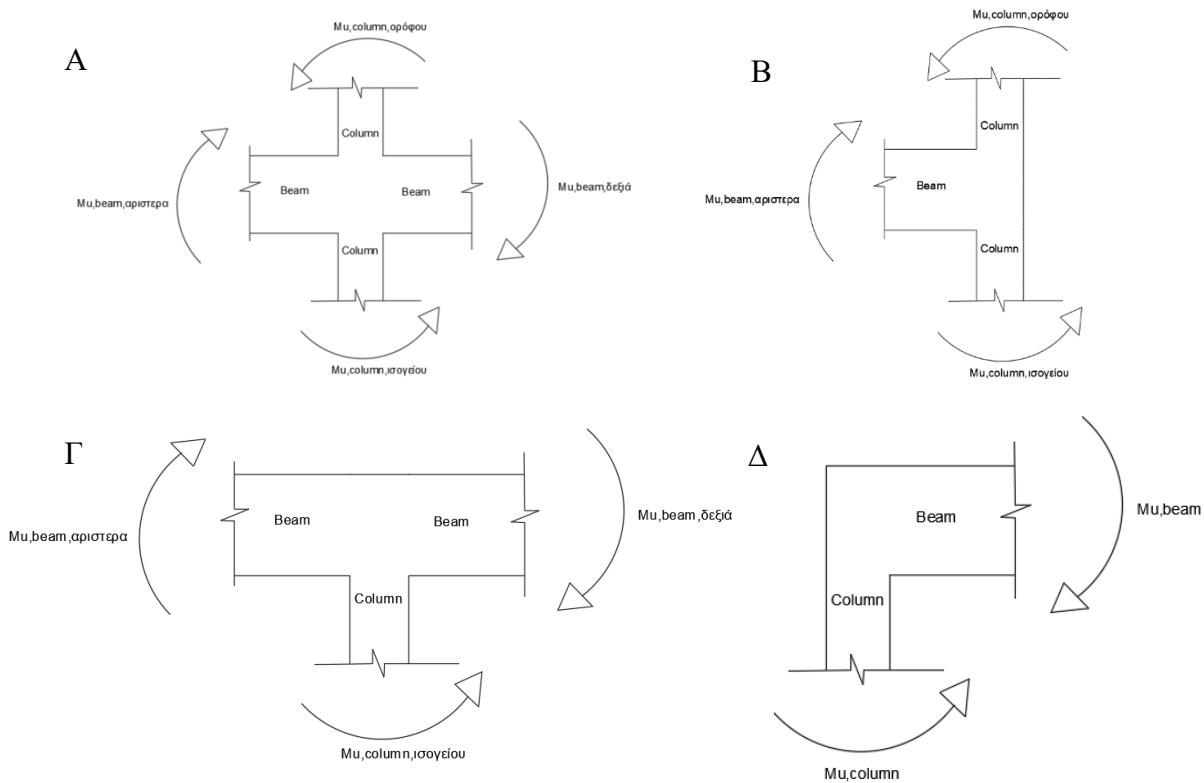 A
Mu,column,ορόφου
Column
Mu,beam,αριστερα
Beam
Beam
Mu,beam,δεξιά
Column
Mu,column,ισογείου
B
Mu,column,ορόφου
Column
Mu,beam,αριστερα
Beam
Column
Mu,column,ισογείου
Γ
Mu,beam,αριστερα
Beam
Beam
Mu,beam,δεξιά
Column
Mu,column,ισογείου
Δ
Beam
Mu,beam
Column
Mu,column